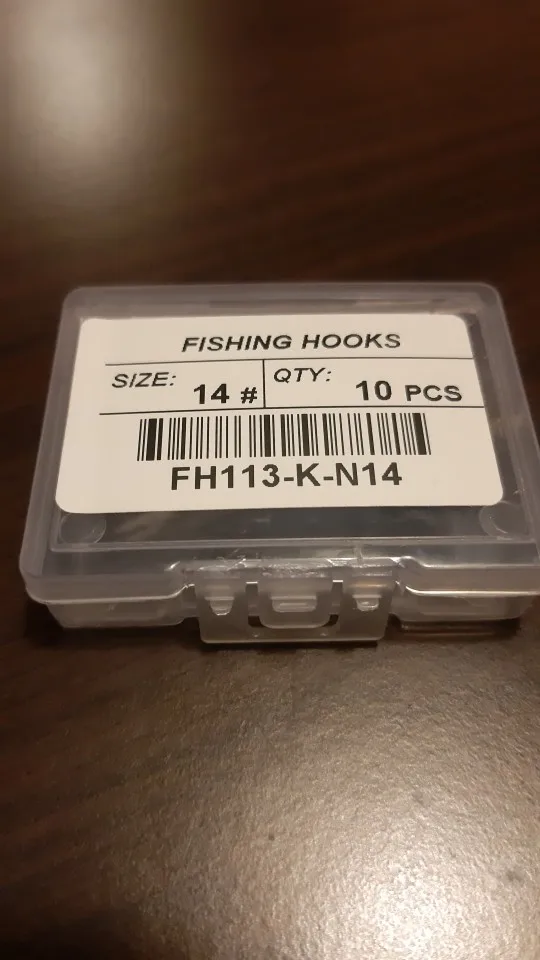 FISHING HOOKS
SIZE: 14 # QTY: 10 PCS
FH113-K-N14